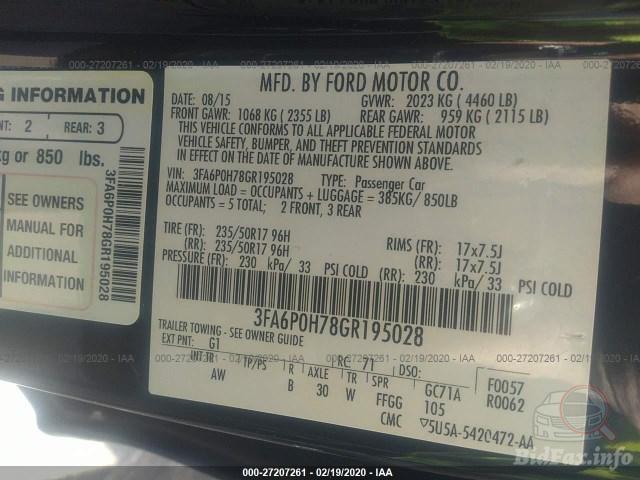 000-27207261 - 02/19/2020 - IAA
G INFORMATION
NT: 2 REAR: 3
kg or 850 lbs.
SEE OWNERS
MANUAL FOR
ADDITIONAL
INFORMATION
3FA6P0H78GR195028
MFD. BY FORD MOTOR CO.
DATE: 08/15 GVWR: 2023 KG ( 4460 LB)
FRONT GAWR: 1068 KG ( 2355 LB) REAR GAWR: 959 KG ( 2115 LB)
THIS VEHICLE CONFORMS TO ALL APPLICABLE FEDERAL MOTOR
VEHICLE SAFETY, BUMPER, AND THEFT PREVENTION STANDARDS
IN EFFECT ON THE DATE OF MANUFACTURE SHOWN ABOVE.
VIN: 3FA6P0H78GR195028 TYPE: Passenger Car
MAXIMUM LOAD = OCCUPANTS + LUGGAGE = 385KG/ 850LB
OCCUPANTS = 5 TOTAL; 2 FRONT, 3 REAR
TIRE (FR): 235/50R17 96H RIMS (FR): 17x7.5J
(RR): 235/50R17 96H (RR): 17x7.5J
PRESSURE (FR): 230 kPa/ 33 PSI COLD (RR): 230 kPa/ 33 PSI COLD
3FA6P0H78GR195028
TRAILER TOWING - SEE OWNER GUIDE
EXT PNT: G1 RC: 71 DSO: F0057
INT TR TP/PS R AXLE TR SPR GC71A R0062
AW B 30 W FFGG 105
CMC ▽5U5A-5420472-AA
BidFax.info
000-27207261 - 02/19/2020 - IAA